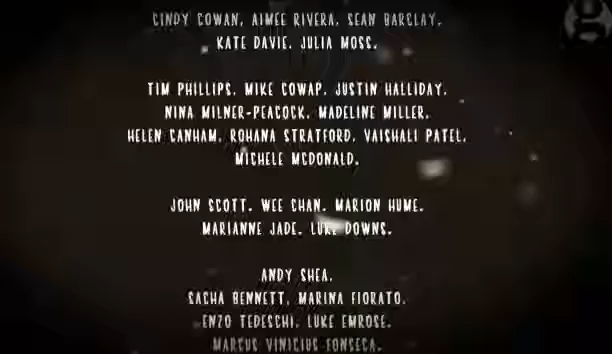 CINDY COWAN, AIMEE RIVERA, SEAN BARCLAY,
KATE DAVIE, JULIA MOSS.
TIM PHILLIPS, MIKE COWAP, JUSTIN HALLIDAY,
NINA MILNER-PEACOCK, MADELINE MILLER,
HELEN CANHAM, ROHANA STRATFORD, VAISHALI PATEL,
MICHELE MCDONALD.
JOHN SCOTT, WEE CHAN, MARION HUME,
MARIANNE JADE, LUKE DOWNS.
ANDY SHEA,
SACHA BENNETT, MARINA FIORATO,
ENZO TEDESCHI, LUKE EMROSE,
MARCUS VINICIUS FONSECA,